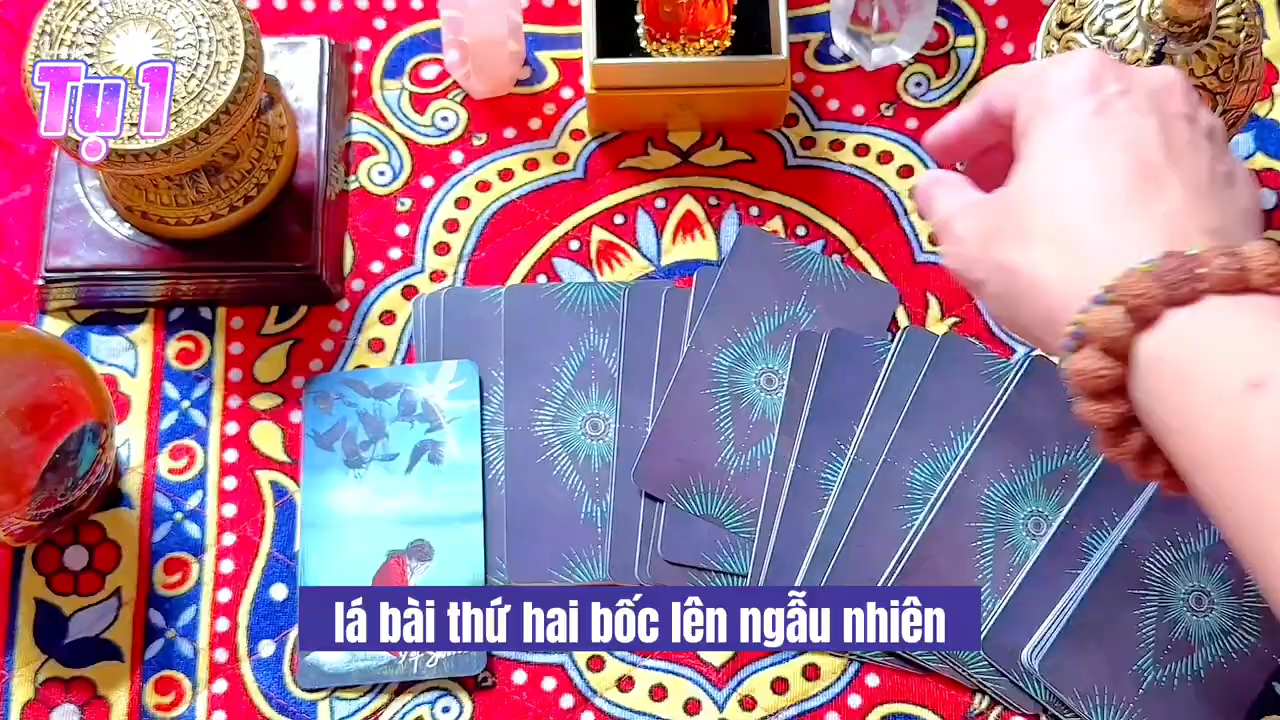 Tụ 1
lá bài thứ hai bốc lên ngẫu nhiên